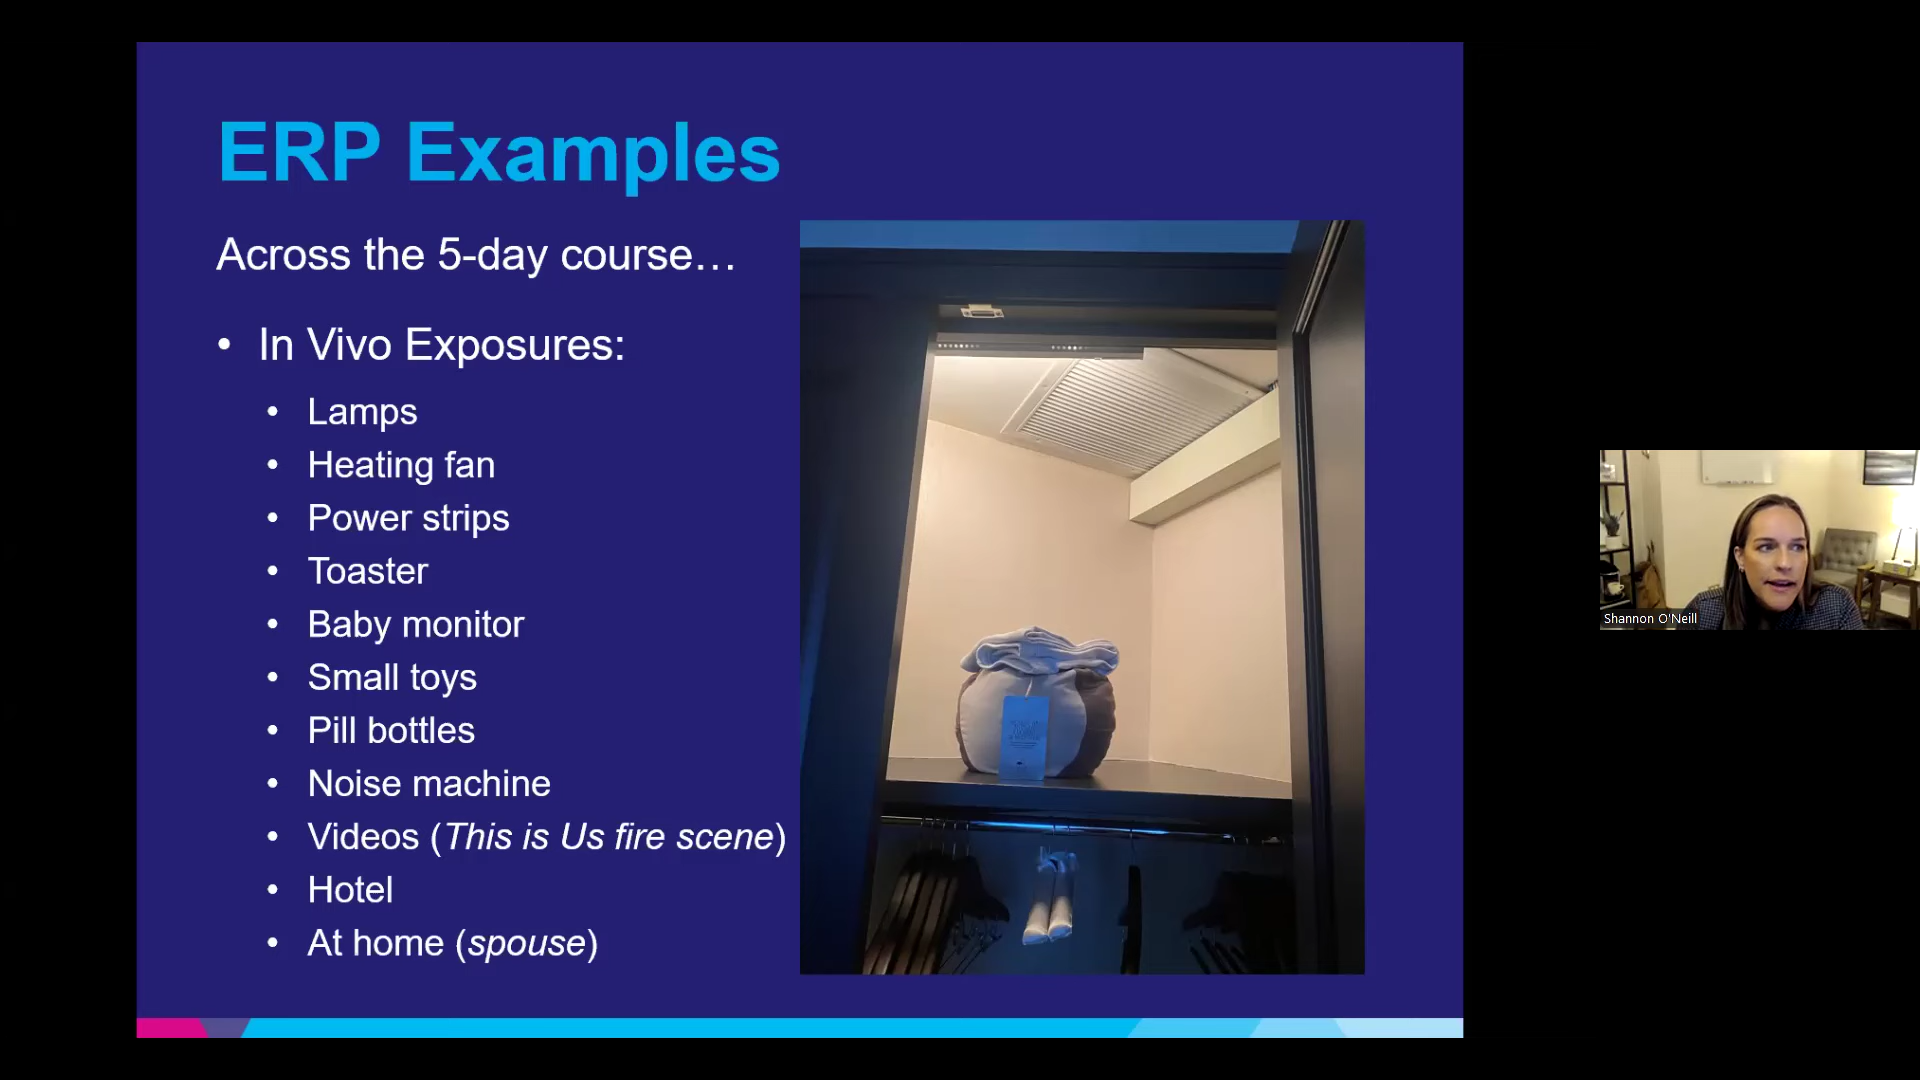 ERP Examples
Across the 5-day course…
• In Vivo Exposures:
• Lamps
• Heating fan
• Power strips
• Toaster
• Baby monitor
• Small toys
• Pill bottles
• Noise machine
• Videos (This is Us fire scene)
• Hotel
• At home (spouse)
Shannon O'Neill